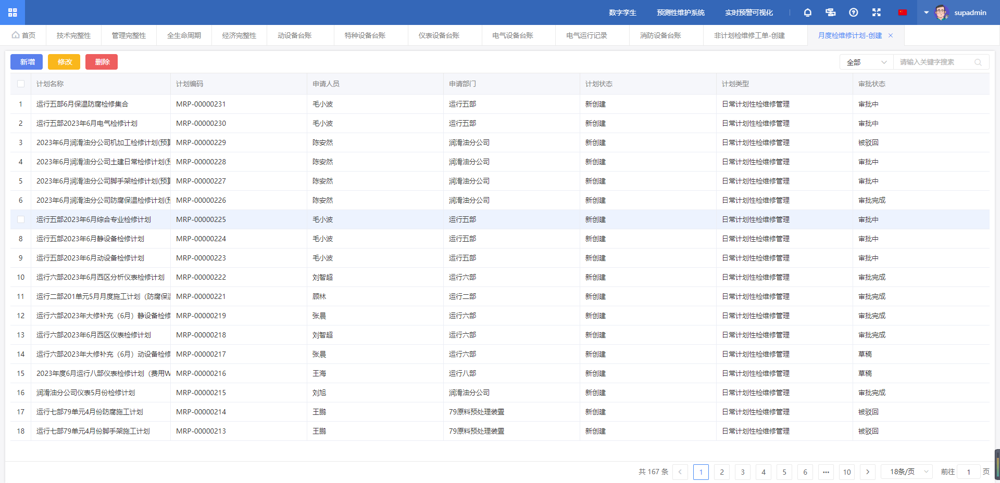 数字孪生 预测性维护系统 实时预警可视化 supadmin
首页 技术完整性 管理完整性 全生命周期 经济完整性 动设备台账 特种设备台账 仪表设备台账 电气设备台账 电气运行记录 消防设备台账 非计划检维修工单-创建 月度检维修计划-创建
新增 修改 删除 全部 请输入关键字搜索
计划名称 计划编码 申请人员 申请部门 计划状态 计划类型 审批状态
1 运行五部6月保温防腐检修集合 MRP-00000231 毛小波 运行五部 新创建 日常计划性检维修管理 审批中
2 运行五部2023年6月电气检修计划 MRP-00000230 毛小波 运行五部 新创建 日常计划性检维修管理 审批中
3 2023年6月润滑油分公司机加工检修计划(预算 MRP-00000229 陈安然 润滑油分公司 新创建 日常计划性检维修管理 被驳回
4 2023年6月润滑油分公司土建日常检修计划( MRP-00000228 陈安然 润滑油分公司 新创建 日常计划性检维修管理 审批中
5 2023年6月润滑油分公司脚手架检修计划(预算 MRP-00000227 陈安然 润滑油分公司 新创建 日常计划性检维修管理 审批中
6 2023年6月润滑油分公司防腐保温检修计划( MRP-00000226 陈安然 润滑油分公司 新创建 日常计划性检维修管理 审批完成
运行五部2023年6月综合专业检修计划 MRP-00000225 毛小波 运行五部 新创建 日常计划性检维修管理 审批中
8 运行五部2023年6月静设备检修计划 MRP-00000224 毛小波 运行五部 新创建 日常计划性检维修管理 审批中
9 运行五部2023年6月动设备检修计划 MRP-00000223 毛小波 运行五部 新创建 日常计划性检维修管理 审批中
10 运行六部2023年6月西区分析仪表检修计划 MRP-00000222 刘智超 运行六部 新创建 日常计划性检维修管理 审批完成
11 运行二部201单元5月月度施工计划（防腐保温 MRP-00000221 顾林 运行二部 新创建 日常计划性检维修管理 审批完成
12 运行六部2023年大修补充（6月）静设备检修 MRP-00000219 张晨 运行六部 新创建 日常计划性检维修管理 审批完成
13 运行六部2023年6月西区仪表检修计划 MRP-00000218 刘智超 运行六部 新创建 日常计划性检维修管理 审批完成
14 运行六部2023年大修补充（6月）动设备检修 MRP-00000217 张晨 运行六部 新创建 日常计划性检维修管理 草稿
15 2023年度6月运行八部仪表检修计划（费用W MRP-00000216 王海 运行八部 新创建 日常计划性检维修管理 草稿
16 润滑油分公司仪表5月份检修计划 MRP-00000215 刘旭 润滑油分公司 新创建 日常计划性检维修管理 审批完成
17 运行七部79单元4月份防腐施工计划 MRP-00000214 王鹏 79原料预处理装置 新创建 日常计划性检维修管理 被驳回
18 运行七部79单元4月份脚手架施工计划 MRP-00000213 王鹏 79原料预处理装置 新创建 日常计划性检维修管理 被驳回
共 167 条 1 2 3 4 5 6 ••• 10 18条/页 前往 1 页